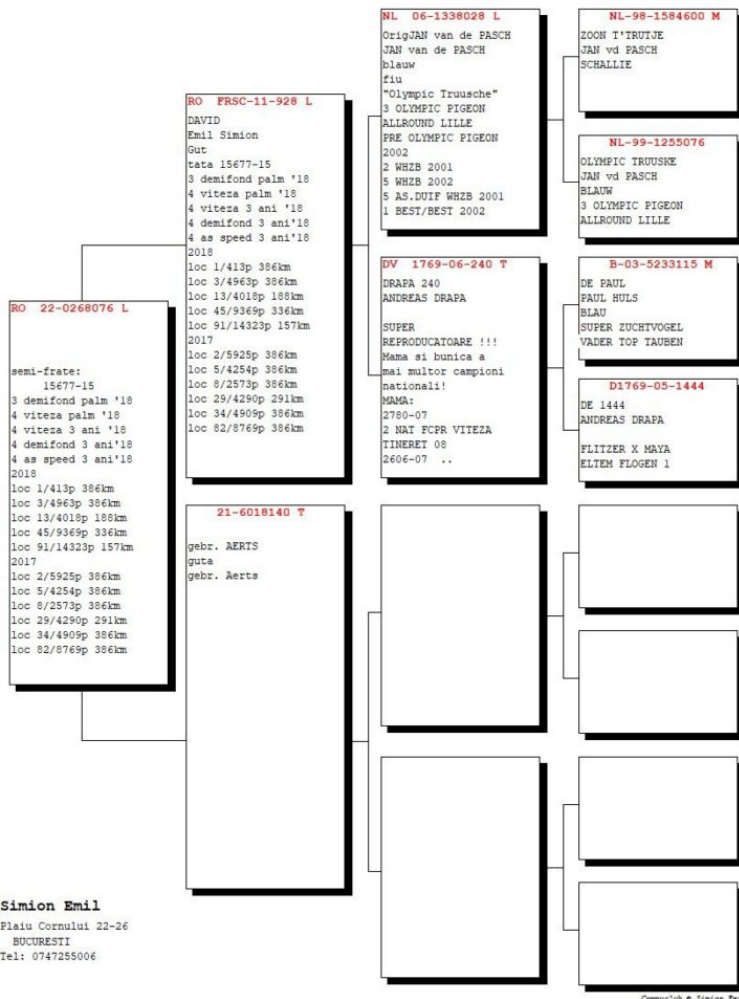 RO 22-0268076 L
semi-frate:
15677-15
3 demifond palm '18
4 viteza palm '18
4 viteza 3 ani '18
4 demifond 3 ani'18
4 as speed 3 ani'18
2018
loc 1/413p 386km
loc 3/4963p 386km
loc 13/4018p 188km
loc 45/9369p 336km
loc 91/14323p 157km
2017
loc 2/5925p 386km
loc 5/4254p 386km
loc 8/2573p 386km
loc 29/4290p 291km
loc 34/4909p 386km
loc 82/8769p 386km
RO FRSC-11-928 L
DAVID
Emil Simion
Gut
tata 15677-15
3 demifond palm '18
4 viteza palm '18
4 viteza 3 ani '18
4 demifond 3 ani'18
4 as speed 3 ani'18
2018
loc 1/413p 386km
loc 3/4963p 386km
loc 13/4018p 188km
loc 45/9369p 336km
loc 91/14323p 157km
2017
loc 2/5925p 386km
loc 5/4254p 386km
loc 8/2573p 386km
loc 29/4290p 291km
loc 34/4909p 386km
loc 82/8769p 386km
21-6018140 T
gebr. AERTS
guta
gebr. Aerts
NL 06-1338028 L
OrigJAN van de PASCH
JAN van de PASCH
blauw
fiu
"Olympic Truusche"
3 OLYMPIC PIGEON
ALLROUND LILLE
PRE OLYMPIC PIGEON
2002
2 WHZB 2001
5 WHZB 2002
5 AS.DUIF WHZB 2001
1 BEST/BEST 2002
DV 1769-06-240 T
DRAPA 240
ANDREAS DRAPA
SUPER
REPRODUCATOARE !!!
Mama si bunica a
mai multor campioni
nationali!
MAMA:
2780-07
2 NAT FCPR VITEZA
TINERET 08
2606-07 ..
NL-98-1584600 M
ZOON T'TRUTJE
JAN vd PASCH
SCHALLIE
NL-99-1255076
OLYMPIC TRUUSKE
JAN vd PASCH
BLAUW
3 OLYMPIC PIGEON
ALLROUND LILLE
B-03-5233115 M
DE PAUL
PAUL HULS
BLAU
SUPER ZUCHTVOGEL
VADER TOP TAUBEN
D1769-05-1444
DE 1444
ANDREAS DRAPA
FLITZER X MAYA
ELTEM FLOGEN 1
Simion Emil
Plaiu Cornului 22-26
BUCURESTI
Tel: 0747255006